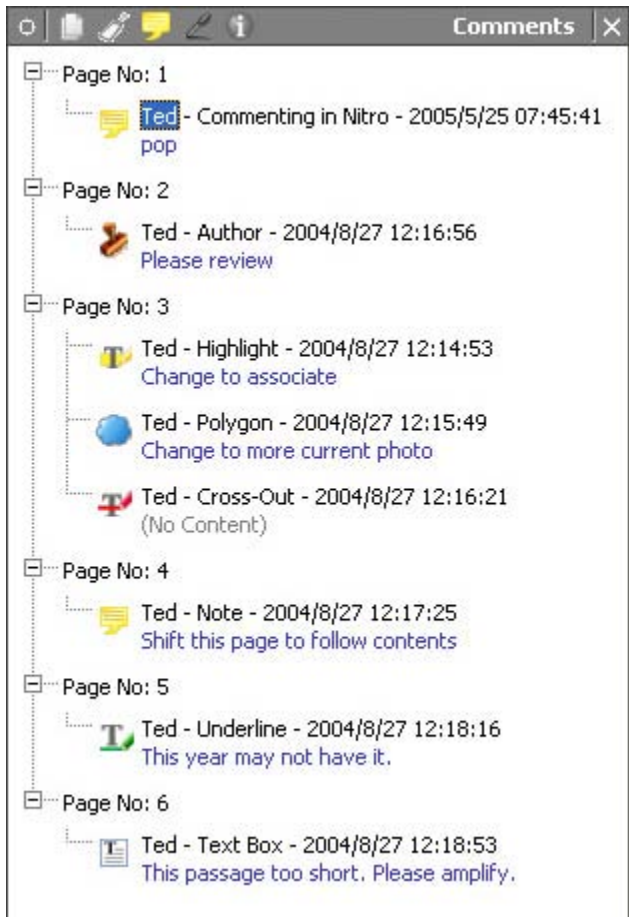 Comments
Page No: 1
Ted - Commenting in Nitro - 2005/5/25 07:45:41
pop
Page No: 2
Ted - Author - 2004/8/27 12:16:56
Please review
Page No: 3
Ted - Highlight - 2004/8/27 12:14:53
Change to associate
Ted - Polygon - 2004/8/27 12:15:49
Change to more current photo
Ted - Cross-Out - 2004/8/27 12:16:21
(No Content)
Page No: 4
Ted - Note - 2004/8/27 12:17:25
Shift this page to follow contents
Page No: 5
Ted - Underline - 2004/8/27 12:18:16
This year may not have it.
Page No: 6
Ted - Text Box - 2004/8/27 12:18:53
This passage too short. Please amplify.